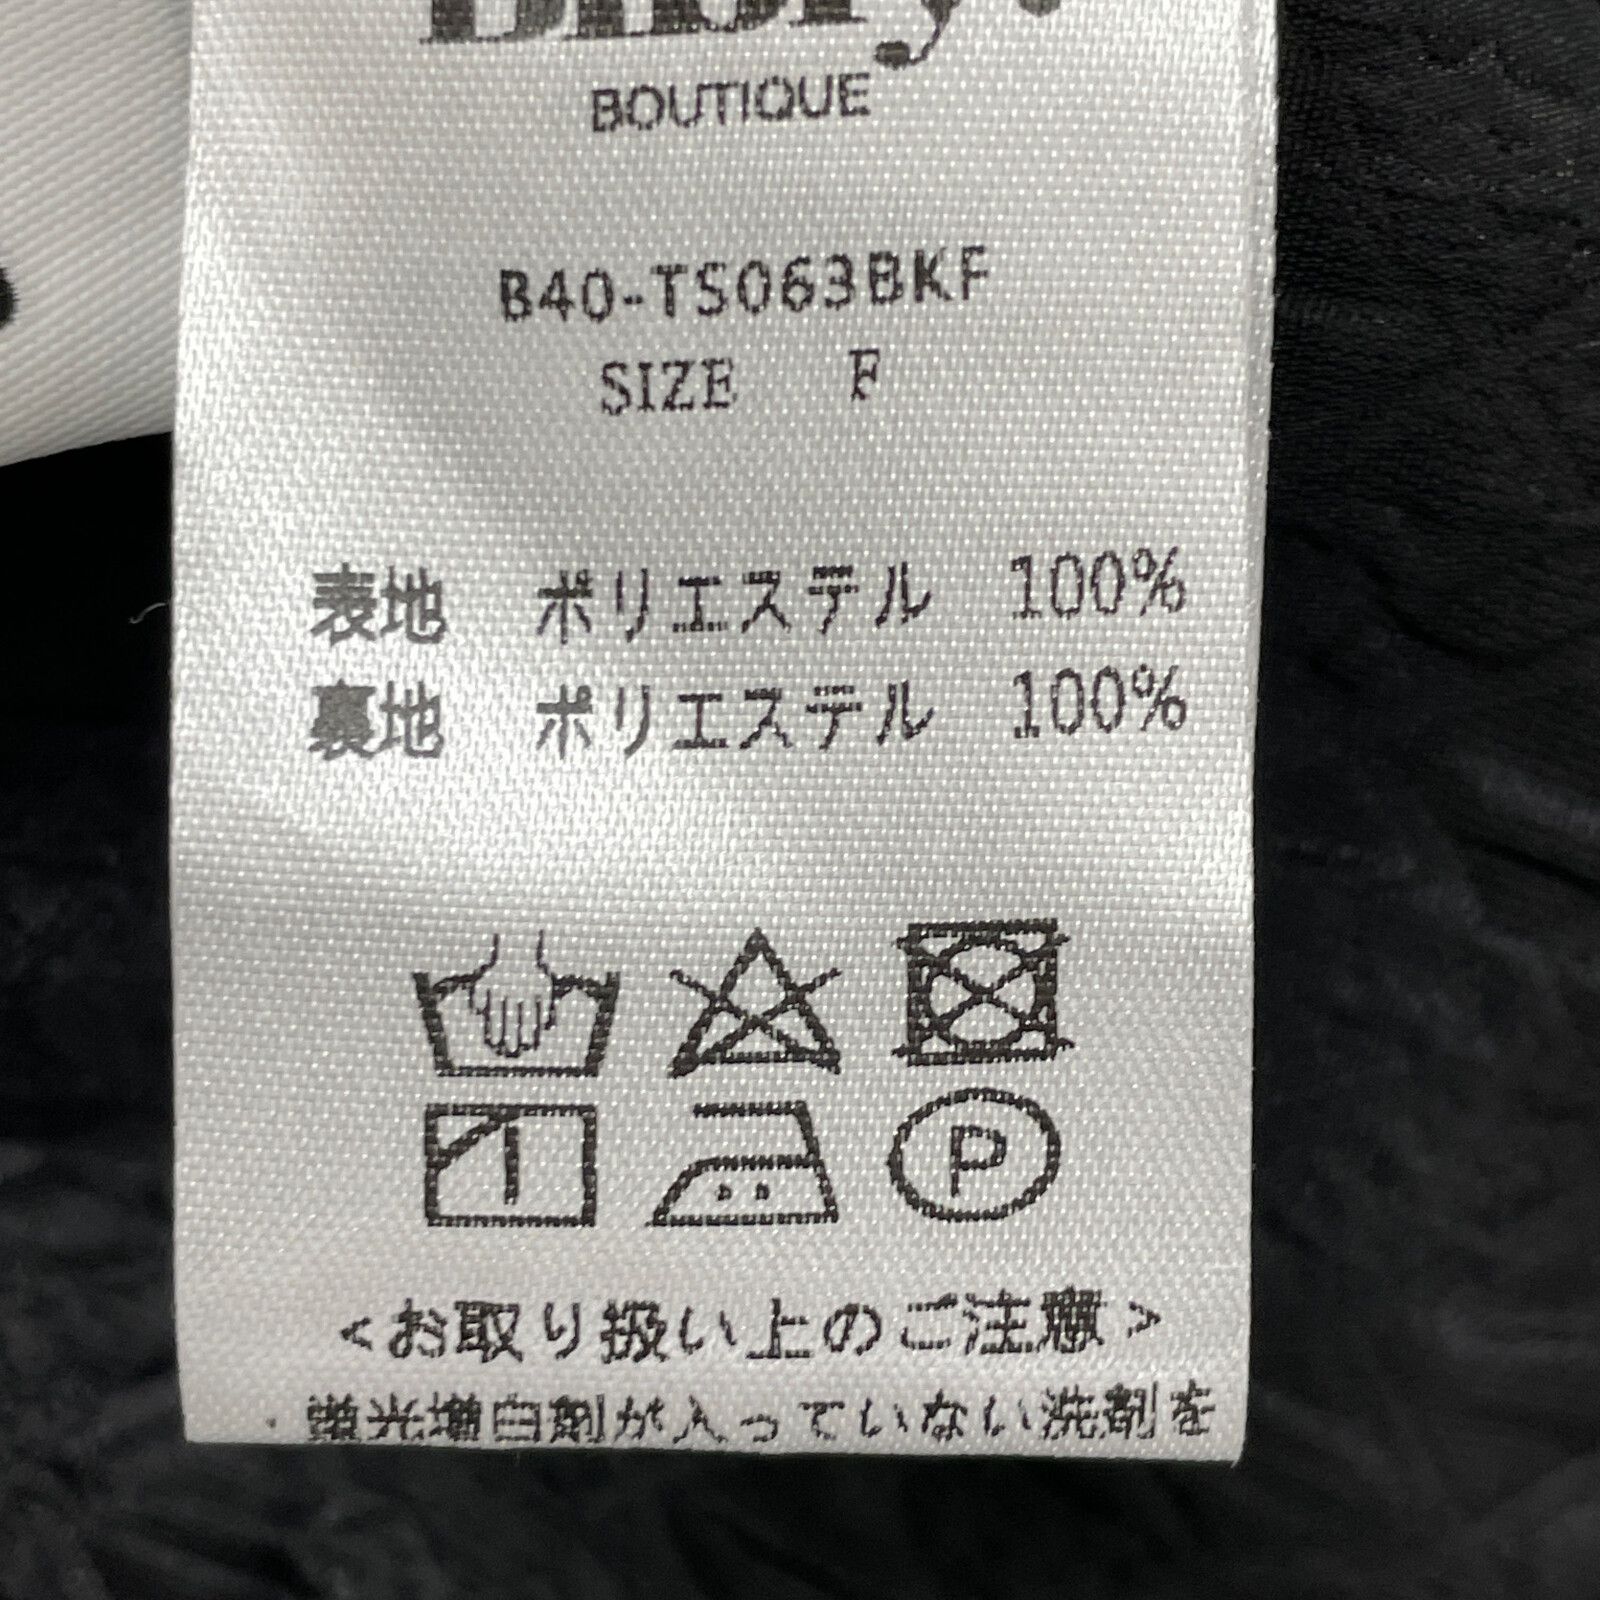 BOUTIQUE
B40-TS063BKF
SIZE F
表地 ポリエステル 100%
裏地 ポリエステル 100%
P
<お取り扱い上のご注意>
・蛍光増白剤が入っていない洗剤を